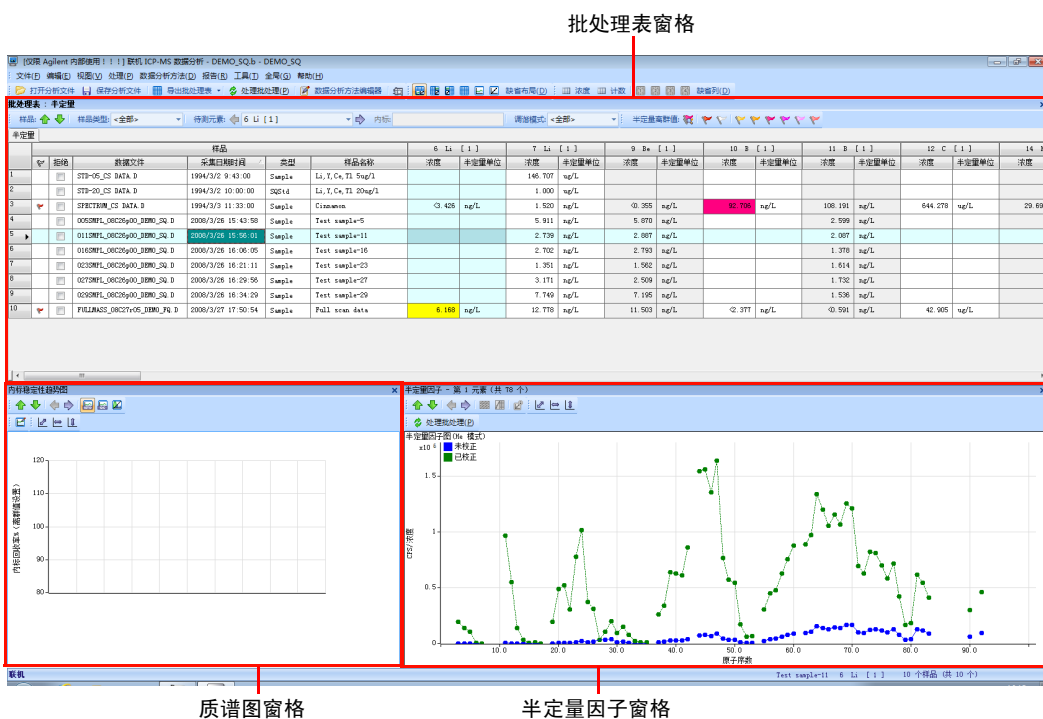 批处理表窗格
[仅限 Agilent 内部使用！！！] 联机 ICP-MS 数据分析 - DEMO_SQ.b - DEMO_SQ
文件(F) 编辑(E) 视图(V) 处理(P) 数据分析方法(D) 报告(R) 工具(T) 全局(G) 帮助(H)
打开分析文件 保存分析文件 导出批处理表 处理批处理(P) 数据分析方法编辑器 缺省布局(D) 浓度 计数 缺省列(D)
批处理表 : 半定量
样品: 样品类型: <全部> 待测元素: 6 Li [ 1 ] 内标: 调谐模式: <全部> 半定量离群值:
半定量
样品 6 Li [ 1 ] 7 Li [ 1 ] 9 Be [ 1 ] 10 B [ 1 ] 11 B [ 1 ] 12 C [ 1 ] 14
拒绝 数据文件 采集日期时间 类型 样品名称 浓度 半定量单位 浓度 半定量单位 浓度 半定量单位 浓度 半定量单位 浓度 半定量单位 浓度 半定量单位 浓度
1 STD-05_CS DATA.D 1994/3/2 9:43:00 Sample Li,Y,Ce,Tl 5ug/l 146.707 ug/L
2 STD-20_CS DATA.D 1994/3/2 10:00:00 SQStd Li,Y,Ce,Tl 20ug/l 1.000 ug/L
3 SPECTRUM_CS DATA.D 1994/3/3 11:33:00 Sample Cinnamon <3.426 ng/L 1.520 ng/L <0.355 ng/L 92.706 ng/L 108.191 ng/L 644.278 ug/L 29.69
4 005SMPL_08C26g00_DEMO_SQ.D 2008/3/26 15:43:58 Sample Test sample-5 5.911 ng/L 5.870 ng/L 2.599 ng/L
5 011SMPL_08C26g00_DEMO_SQ.D 2008/3/26 15:56:01 Sample Test sample-11 2.739 ng/L 2.887 ng/L 2.087 ng/L
6 016SMPL_08C26g00_DEMO_SQ.D 2008/3/26 16:06:05 Sample Test sample-16 2.702 ng/L 2.793 ng/L 1.378 ng/L
7 023SMPL_08C26g00_DEMO_SQ.D 2008/3/26 16:21:11 Sample Test sample-23 1.351 ng/L 1.562 ng/L 1.614 ng/L
8 027SMPL_08C26g00_DEMO_SQ.D 2008/3/26 16:29:56 Sample Test sample-27 3.171 ng/L 2.509 ng/L 1.732 ng/L
9 029SMPL_08C26g00_DEMO_SQ.D 2008/3/26 16:34:29 Sample Test sample-29 7.749 ng/L 7.195 ng/L 1.536 ng/L
10 FULLMASS_08C27r05_DEMO_FQ.D 2008/3/27 17:50:54 Sample Full scan data 6.168 ng/L 12.778 ng/L 11.503 ng/L <2.377 ng/L <0.591 ng/L 42.905 ug/L
内标稳定性趋势图
内标回收率%（离群值设置）
120
110
100
90
80
半定量因子 - 第 1 元素 (共 78 个)
处理批处理(P)
半定量因子图(He 模式)
x10 6
未校正
已校正
CPS/浓度
1.5
1
0.5
0
10.0 20.0 30.0 40.0 50.0 60.0 70.0 80.0 90.0
原子序数
联机 Test sample-11 6 Li [ 1 ] 10 个样品 (共 10 个)
质谱图窗格
半定量因子窗格